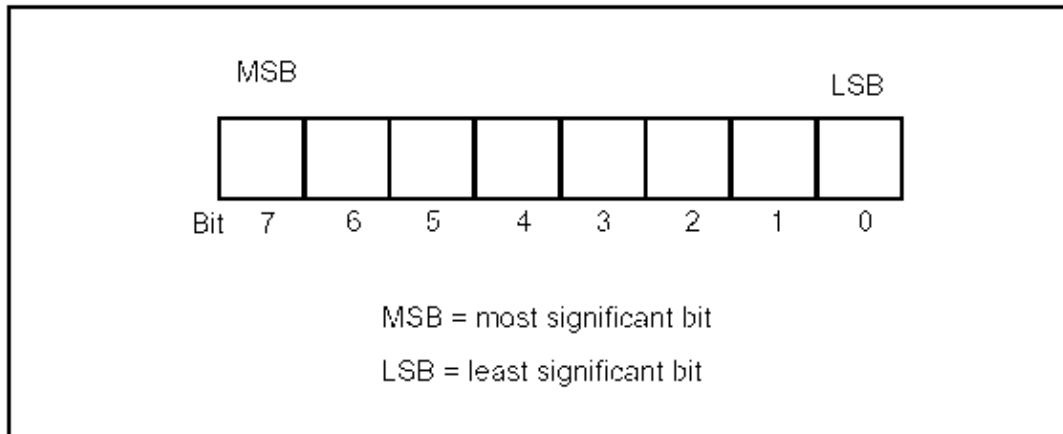 MSB
LSB
Bit 7 6 5 4 3 2 1 0
MSB = most significant bit
LSB = least significant bit